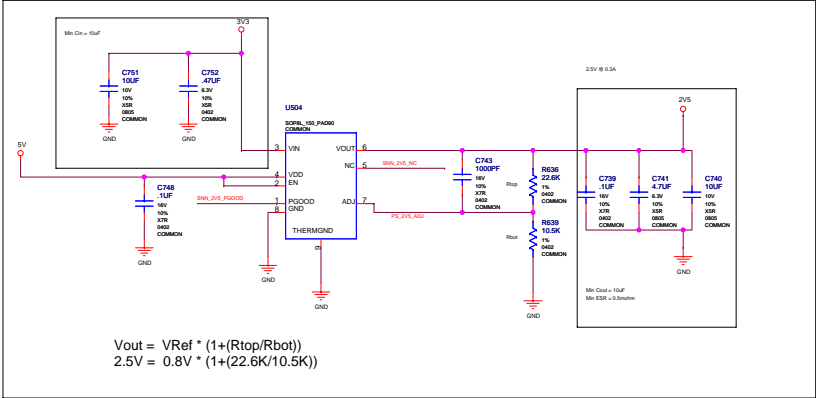 3V3
Min Cin = 10uF
C751
10UF
10V
10%
X5R
0805
COMMON
C752
.47UF
6.3V
10%
X5R
0402
COMMON
GND
GND
2.5V @ 0.3A
2V5
5V
U504
SOP8L_150_PAD90
COMMON
3 VIN
VOUT 6
NC 5
SNN_2V5_NC
4 VDD
2 EN
SNN_2V5_PGOOD
1 PGOOD
8 GND
ADJ 7
PS_2V5_ADJ
THERMGND
9
C748
.1UF
16V
10%
X7R
0402
COMMON
GND
GND
GND
C743
1000PF
16V
10%
X7R
0402
COMMON
Rtop
R636
22.6K
1%
0402
COMMON
Rbot
R639
10.5K
1%
0402
COMMON
GND
C739
.1UF
16V
10%
X7R
0402
COMMON
C741
4.7UF
6.3V
10%
X5R
0402
COMMON
C740
10UF
10V
10%
X5R
0805
COMMON
GND
Min Cout = 10uF
Min ESR = 0.5mohm
Vout = VRef * (1+(Rtop/Rbot))
2.5V = 0.8V * (1+(22.6K/10.5K))